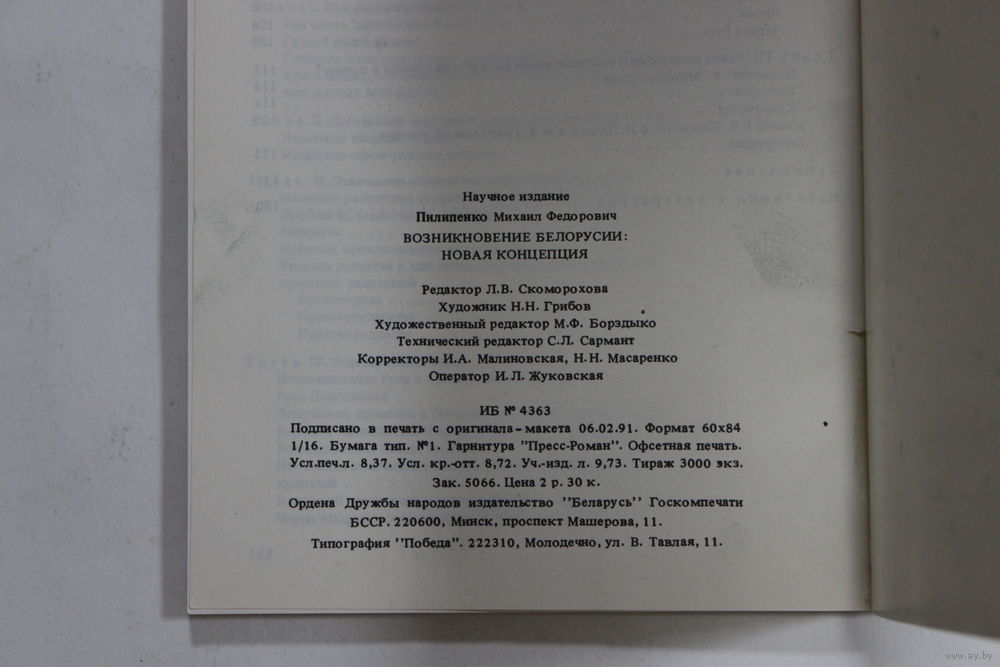 Научное издание
Пилипенко Михаил Федорович
ВОЗНИКНОВЕНИЕ БЕЛОРУСИИ:
НОВАЯ КОНЦЕПЦИЯ
Редактор Л.В. Скоморохова
Художник Н.Н. Грибов
Художественный редактор М.Ф. Борздыко
Технический редактор С.Л. Сармант
Корректоры И.А. Малиновская, Н.Н. Масаренко
Оператор И.Л. Жуковская
ИБ № 4363
Подписано в печать с оригинала-макета 06.02.91. Формат 60х84
1/16. Бумага тип. №1. Гарнитура "Пресс-Роман". Офсетная печать.
Усл.печ.л. 8,37. Усл. кр.-отт. 8,72. Уч.-изд. л. 9,73. Тираж 3000 экз.
Зак. 5066. Цена 2 р. 30 к.
Ордена Дружбы народов издательство "Беларусь" Госкомпечати
БССР. 220600, Минск, проспект Машерова, 11.
Типография "Победа". 222310, Молодечно, ул. В. Тавлая, 11.
www.ay.by